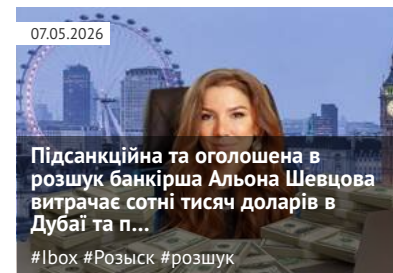 07.05.2026
Підсанкційна та оголошена в
розшук банкірша Альона Шевцова
витрачає сотні тисяч доларів в
Дубаї та п...
#Ibox #Розыск #розшук